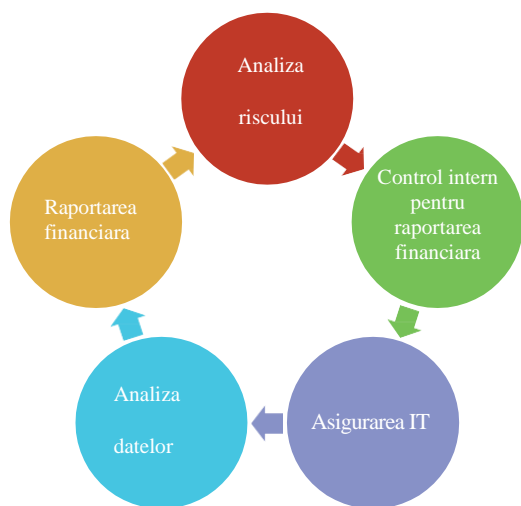 Analiza
riscului
Control intern
pentru
raportarea
financiara
Asigurarea IT
Analiza
datelor
Raportarea
financiara